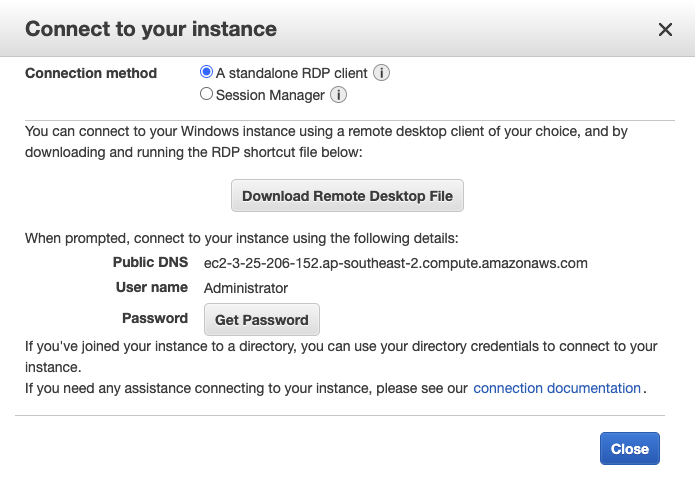 Connect to your instance
Connection method
A standalone RDP client
Session Manager
You can connect to your Windows instance using a remote desktop client of your choice, and by
downloading and running the RDP shortcut file below:
Download Remote Desktop File
When prompted, connect to your instance using the following details:
Public DNS ec2-3-25-206-152.ap-southeast-2.compute.amazonaws.com
User name Administrator
Password Get Password
If you've joined your instance to a directory, you can use your directory credentials to connect to your
instance.
If you need any assistance connecting to your instance, please see our connection documentation.
Close